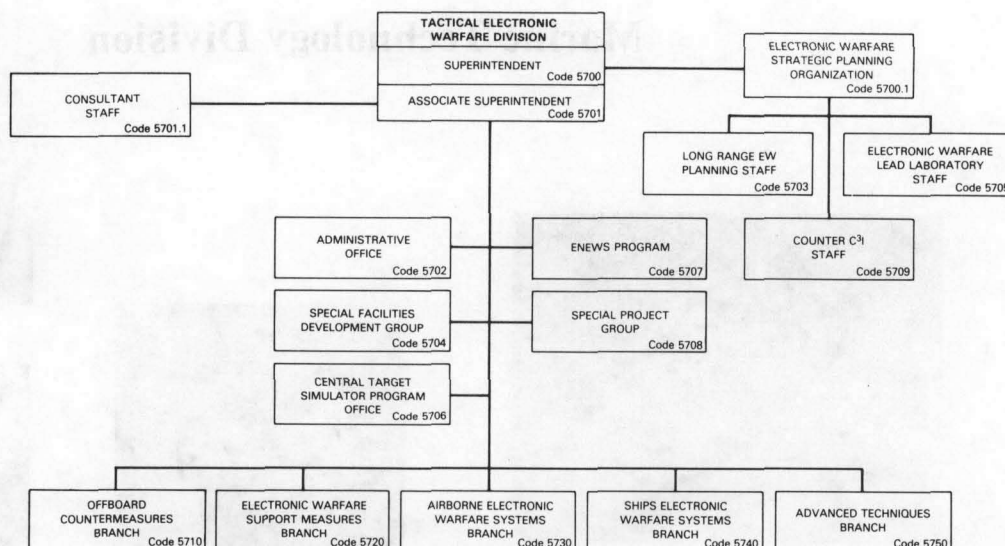 Marine Technology Division
TACTICAL ELECTRONIC
WARFARE DIVISION
SUPERINTENDENT
Code 5700
ASSOCIATE SUPERINTENDENT
Code 5701
CONSULTANT
STAFF
Code 5701.1
ELECTRONIC WARFARE
STRATEGIC PLANNING
ORGANIZATION
Code 5700.1
LONG RANGE EW
PLANNING STAFF
Code 5703
ELECTRONIC WARFARE
LEAD LABORATORY
STAFF
Code 5705
ADMINISTRATIVE
OFFICE
Code 5702
ENEWS PROGRAM
Code 5707
COUNTER C³I
STAFF
Code 5709
SPECIAL FACILITIES
DEVELOPMENT GROUP
Code 5704
SPECIAL PROJECT
GROUP
Code 5708
CENTRAL TARGET
SIMULATOR PROGRAM
OFFICE
Code 5706
OFFBOARD
COUNTERMEASURES
BRANCH
Code 5710
ELECTRONIC WARFARE
SUPPORT MEASURES
BRANCH
Code 5720
AIRBORNE ELECTRONIC
WARFARE SYSTEMS
BRANCH
Code 5730
SHIPS ELECTRONIC
WARFARE SYSTEMS
BRANCH
Code 5740
ADVANCED TECHNIQUES
BRANCH
Code 5750